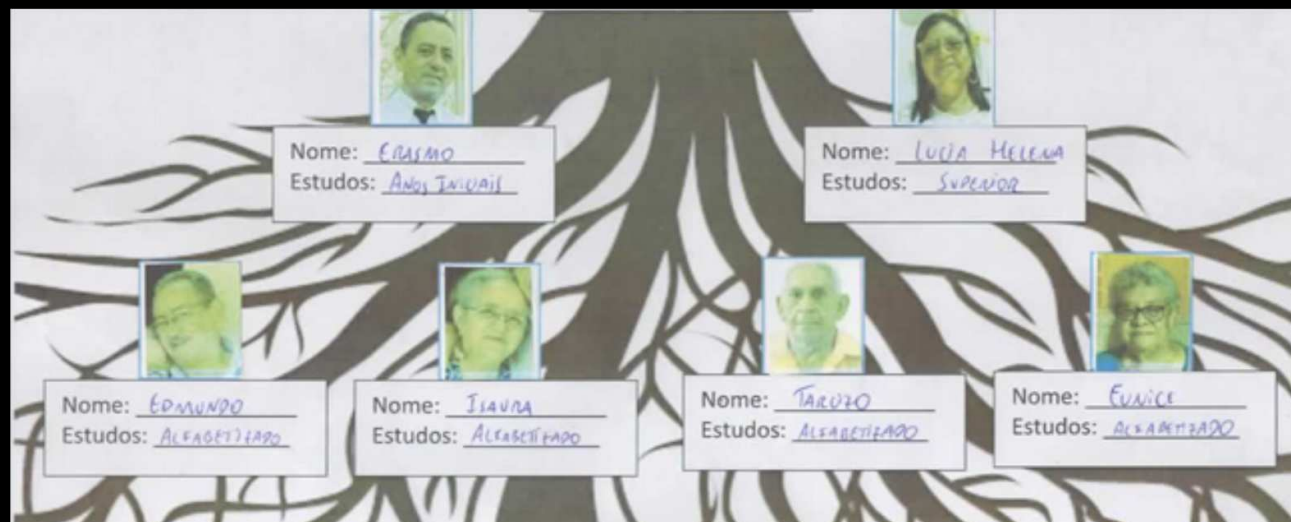 Nome: ERASMO
Estudos: ANOS INICIAIS
Nome: LUCIA HELENA
Estudos: SUPERIOR
Nome: EDMUNDO
Estudos: ALFABETIZADO
Nome: ISAURA
Estudos: ALFABETIZADO
Nome: TARUZO
Estudos: ALFABETIZADO
Nome: EUNICE
Estudos: ALFABETIZADO